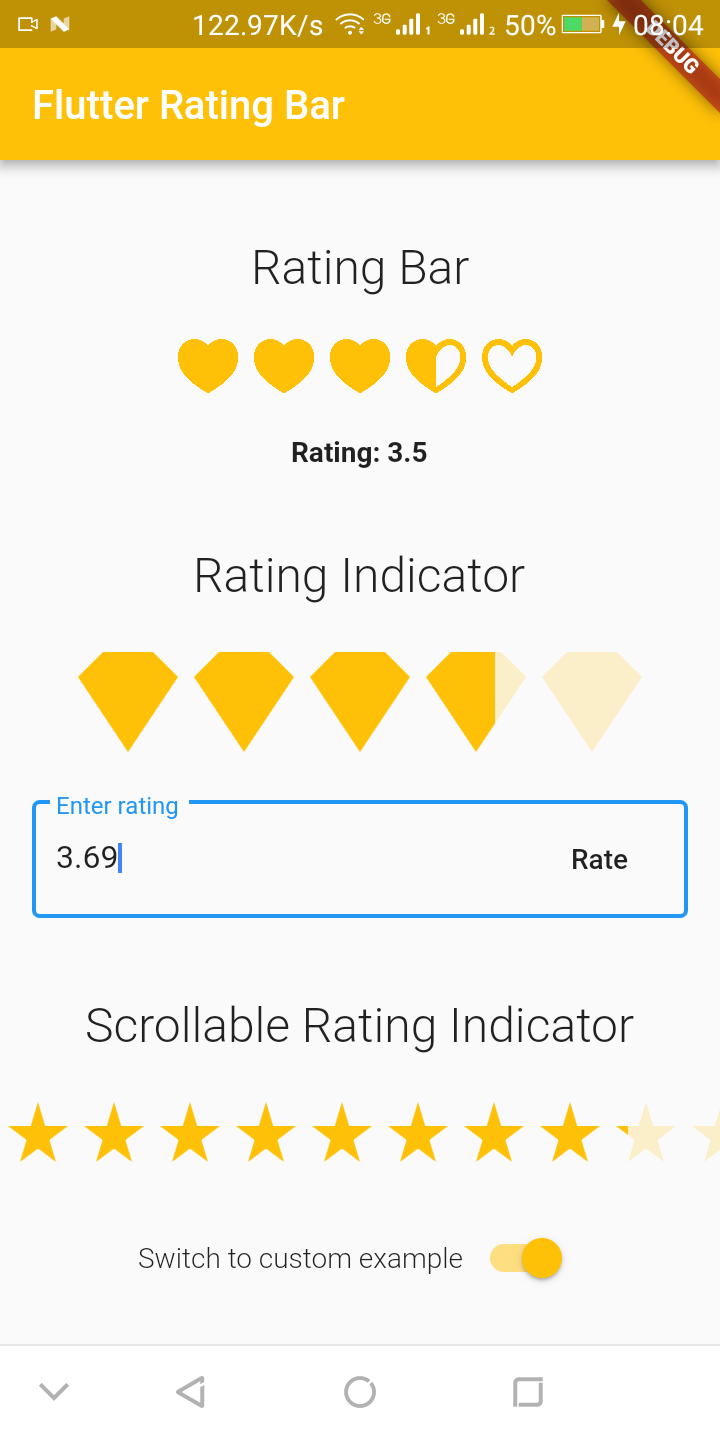 122.97K/s 3G 1 3G 2 50% 08:04
DEBUG
Flutter Rating Bar
Rating Bar
Rating: 3.5
Rating Indicator
Enter rating
3.69 Rate
Scrollable Rating Indicator
Switch to custom example